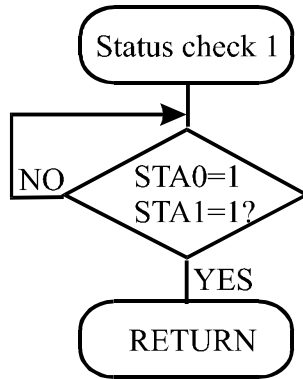 Status check 1
STA0=1
STA1=1?
NO
YES
RETURN